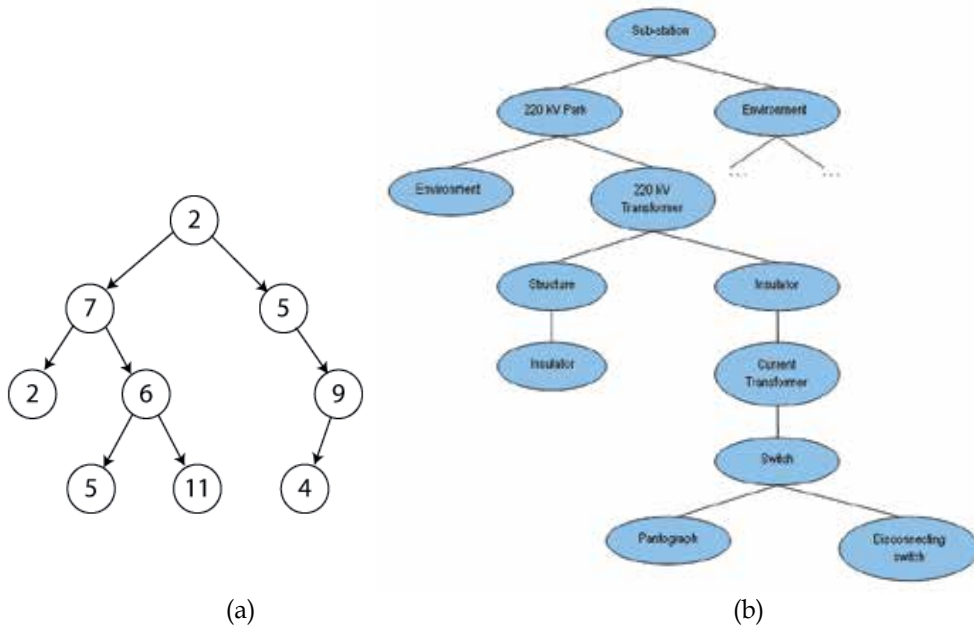 Sub-station
220 kV Park
Environment
Environment
220 kV
Transformer
...
...
2
7
5
2
6
9
5
11
4
Structure
Insulator
Insulator
Current
Transformer
Switch
Pantograph
Disconnecting
switch
(a)
(b)